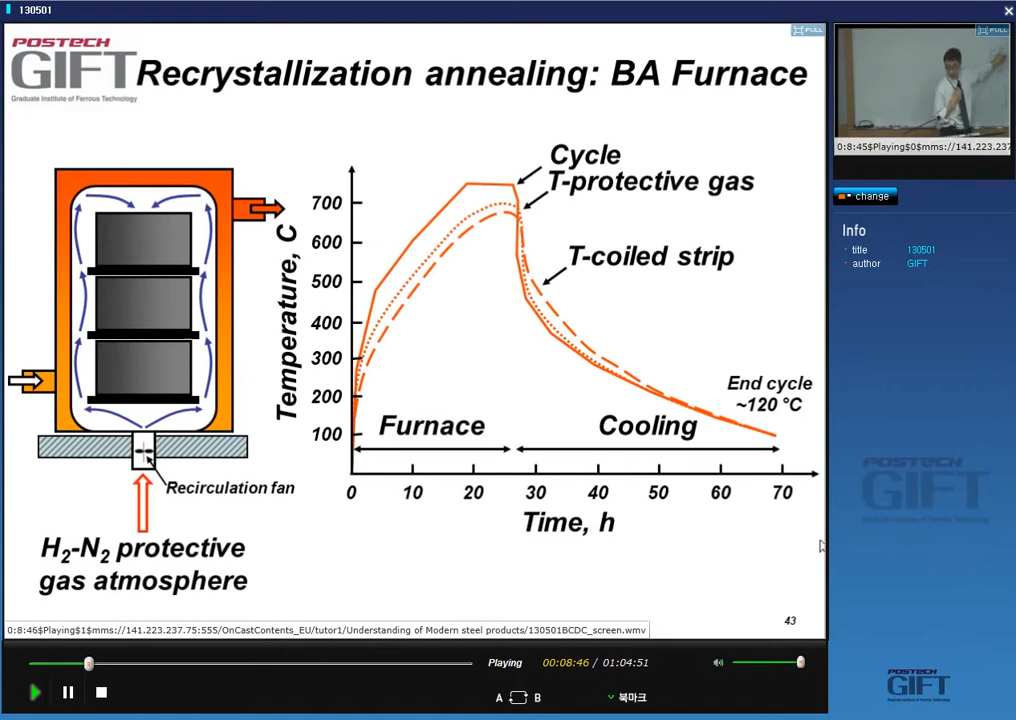 130501
FULL
POSTECH
GIFT
Graduate Institute of Ferrous Technology
Recrystallization annealing: BA Furnace
Cycle
T-protective gas
T-coiled strip
Temperature, C
700
600
500
400
300
200
100
End cycle
~120 °C
Furnace
Cooling
0
10
20
30
40
50
60
70
Time, h
Recirculation fan
H2-N2 protective
gas atmosphere
43
0:8:46$Playing$1$mms://141.223.237.75:555/OnCastContents_EU/tutor1/Understanding of Modern steel products/130501BCDC_screen.wmv
FULL
0:8:45$Playing$0$mms://141.223.237
change
Info
title 130501
author GIFT
POSTECH
GIFT
Playing
00:08:46 / 01:04:51
A B
북마크
POSTECH
GIFT